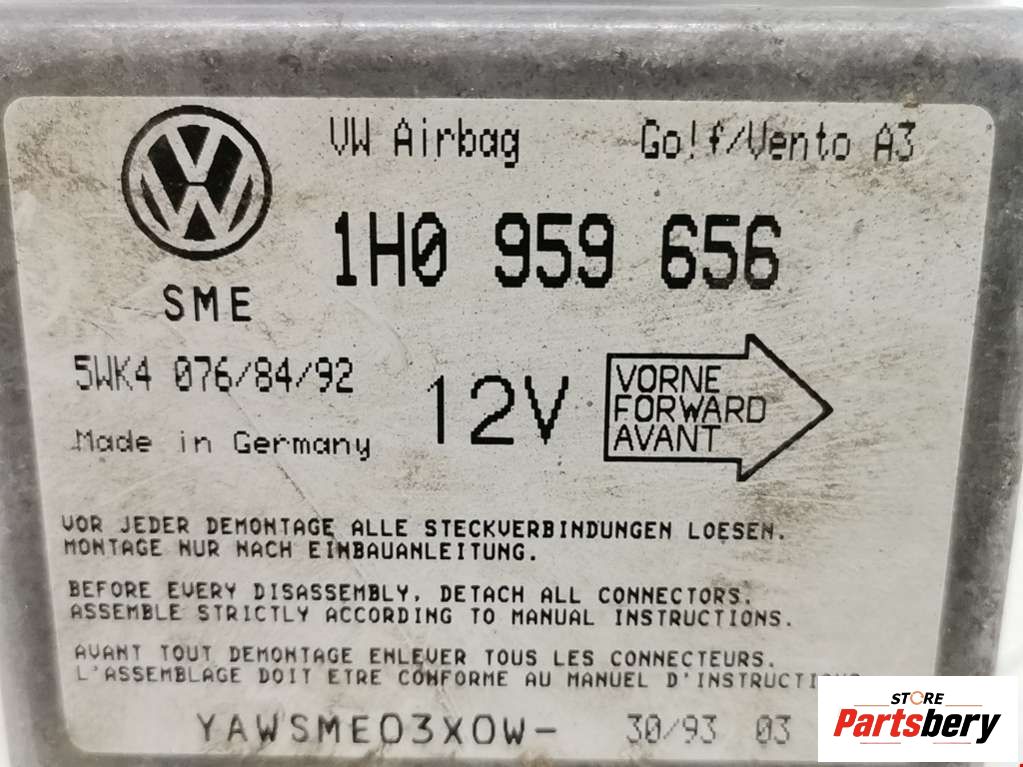 VW Airbag Go!f/Vento A3
1H0 959 656
SME
5WK4 076/84/92
12V
VORNE
FORWARD
AVANT
Made in Germany
VOR JEDER DEMONTAGE ALLE STECKVERBINDUNGEN LOESEN.
MONTAGE NUR NACH EINBAUANLEITUNG.
BEFORE EVERY DISASSEMBLY, DETACH ALL CONNECTORS.
ASSEMBLE STRICTLY ACCORDING TO MANUAL INSTRUCTIONS.
AVANT TOUT DEMONTAGE ENLEVER TOUS LES CONNECTEURS.
L'ASSEMBLAGE DOIT ETRE CONFORME AU MANUEL D'INSTRUCTIONS.
YAWSME03X0W- 30/93 03
STORE
Partsbery